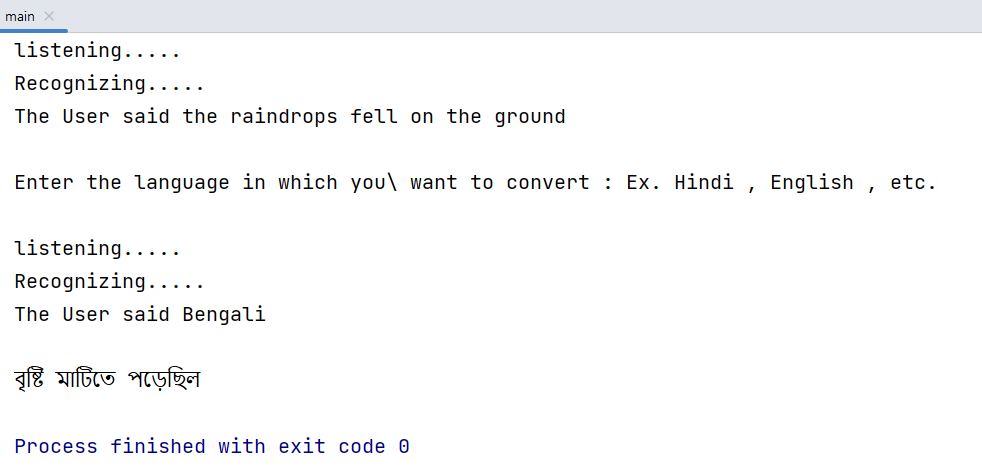 main
listening.....
Recognizing.....
The User said the raindrops fell on the ground
Enter the language in which you\ want to convert : Ex. Hindi , English , etc.
listening.....
Recognizing.....
The User said Bengali
বৃষ্টি মাটিতে পড়েছিল
Process finished with exit code 0